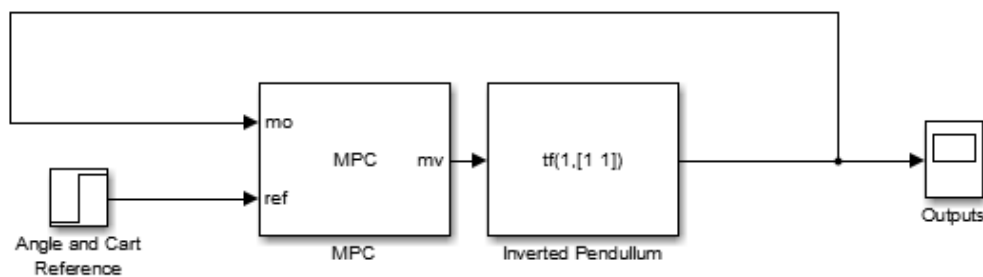 mo
MPC
mv
ref
tf(1,[1 1])
Angle and Cart
Reference
MPC
Inverted Pendullum
Outputs